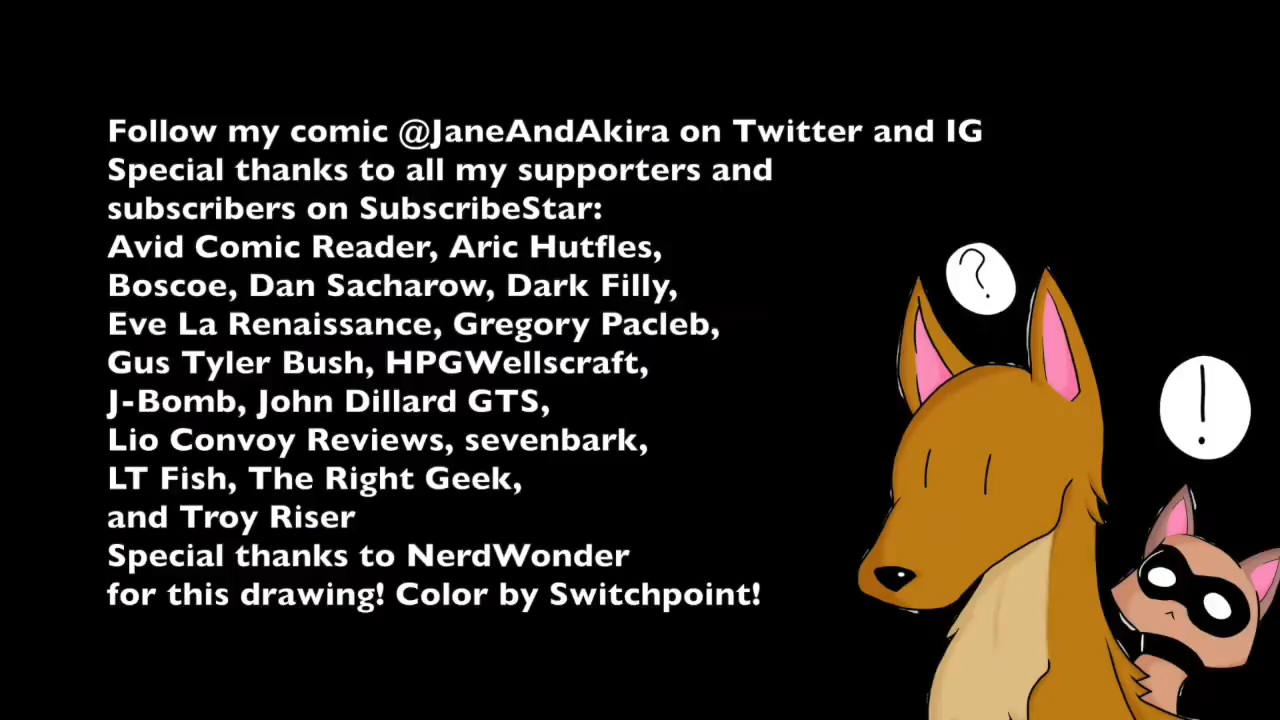 Follow my comic @JaneAndAkira on Twitter and IG
Special thanks to all my supporters and
subscribers on SubscribeStar:
Avid Comic Reader, Aric Hutfles,
Boscoe, Dan Sacharow, Dark Filly,
Eve La Renaissance, Gregory Pacleb,
Gus Tyler Bush, HPGWellscraft,
J-Bomb, John Dillard GTS,
Lio Convoy Reviews, sevenbark,
LT Fish, The Right Geek,
and Troy Riser
Special thanks to NerdWonder
for this drawing! Color by Switchpoint!
?
!